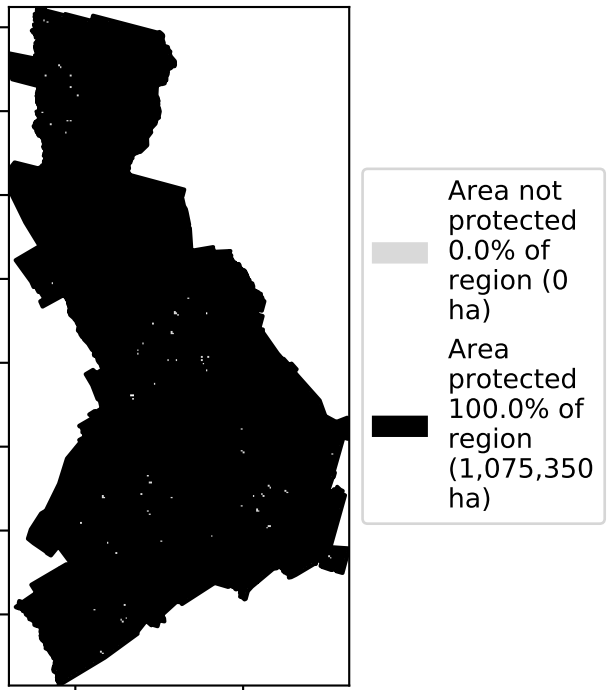 Area not
protected
0.0% of
region (0
ha)
Area
protected
100.0% of
region
(1,075,350
ha)